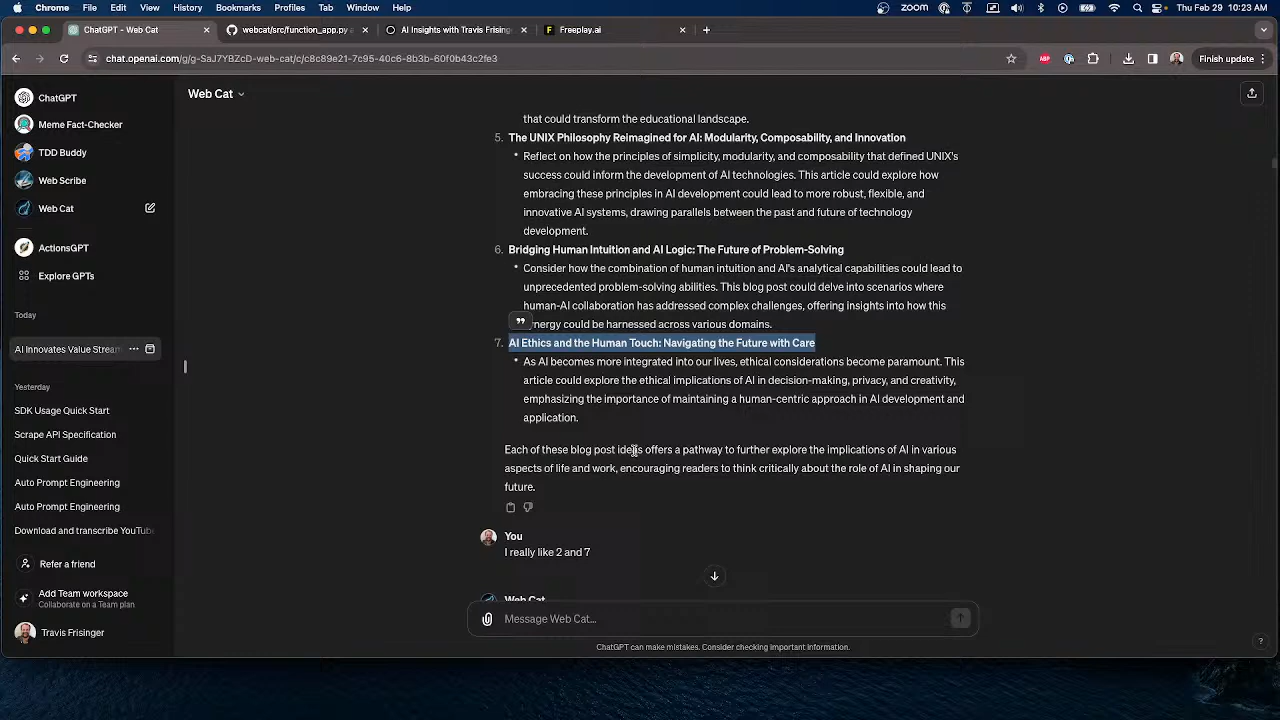 Chrome File Edit View History Bookmarks Profiles Tab Window Help zoom Thu Feb 29 10:23 AM
ChatGPT - Web Cat webcat/src/function_app.py AI Insights with Travis Frising Freeplay.ai
chat.openai.com/g/g-SaJ7YBZcD-web-cat/c/c8c89e21-7c95-40c6-8b3b-60f0b43c2fe3 ABP Finish update
ChatGPT
Meme Fact-Checker
TDD Buddy
Web Scribe
Web Cat
ActionsGPT
Explore GPTs
Today
AI Innovates Value Stream
Yesterday
SDK Usage Quick Start
Scrape API Specification
Quick Start Guide
Auto Prompt Engineering
Auto Prompt Engineering
Download and transcribe YouTube
Refer a friend
Add Team workspace
Collaborate on a Team plan
Travis Frisinger
Web Cat
that could transform the educational landscape.
5. The UNIX Philosophy Reimagined for AI: Modularity, Composability, and Innovation
• Reflect on how the principles of simplicity, modularity, and composability that defined UNIX's
success could inform the development of AI technologies. This article could explore how
embracing these principles in AI development could lead to more robust, flexible, and
innovative AI systems, drawing parallels between the past and future of technology
development.
6. Bridging Human Intuition and AI Logic: The Future of Problem-Solving
• Consider how the combination of human intuition and AI's analytical capabilities could lead to
unprecedented problem-solving abilities. This blog post could delve into scenarios where
human-AI collaboration has addressed complex challenges, offering insights into how this
nergy could be harnessed across various domains.
7. AI Ethics and the Human Touch: Navigating the Future with Care
• As AI becomes more integrated into our lives, ethical considerations become paramount. This
article could explore the ethical implications of AI in decision-making, privacy, and creativity,
emphasizing the importance of maintaining a human-centric approach in AI development and
application.
Each of these blog post ideas offers a pathway to further explore the implications of AI in various
aspects of life and work, encouraging readers to think critically about the role of AI in shaping our
future.
You
I really like 2 and 7
Web Cat
Message Web Cat...
ChatGPT can make mistakes. Consider checking important information.
?